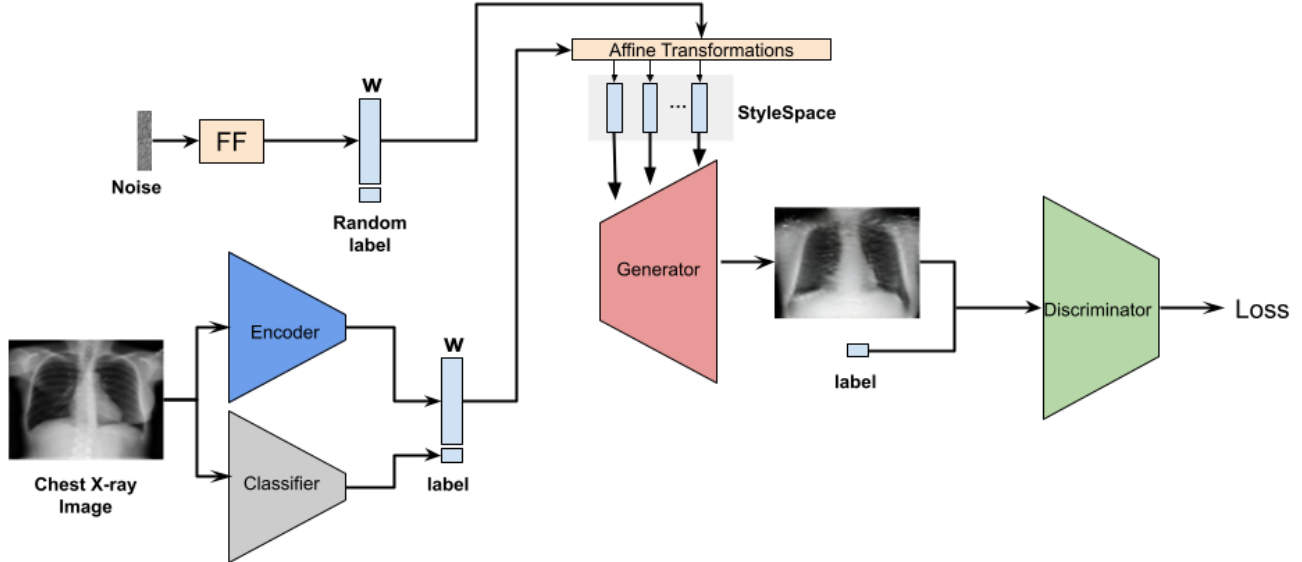 Affine Transformations
W
...
StyleSpace
FF
Noise
Random
label
Generator
Encoder
Discriminator
Loss
W
label
Classifier
label
Chest X-ray
Image